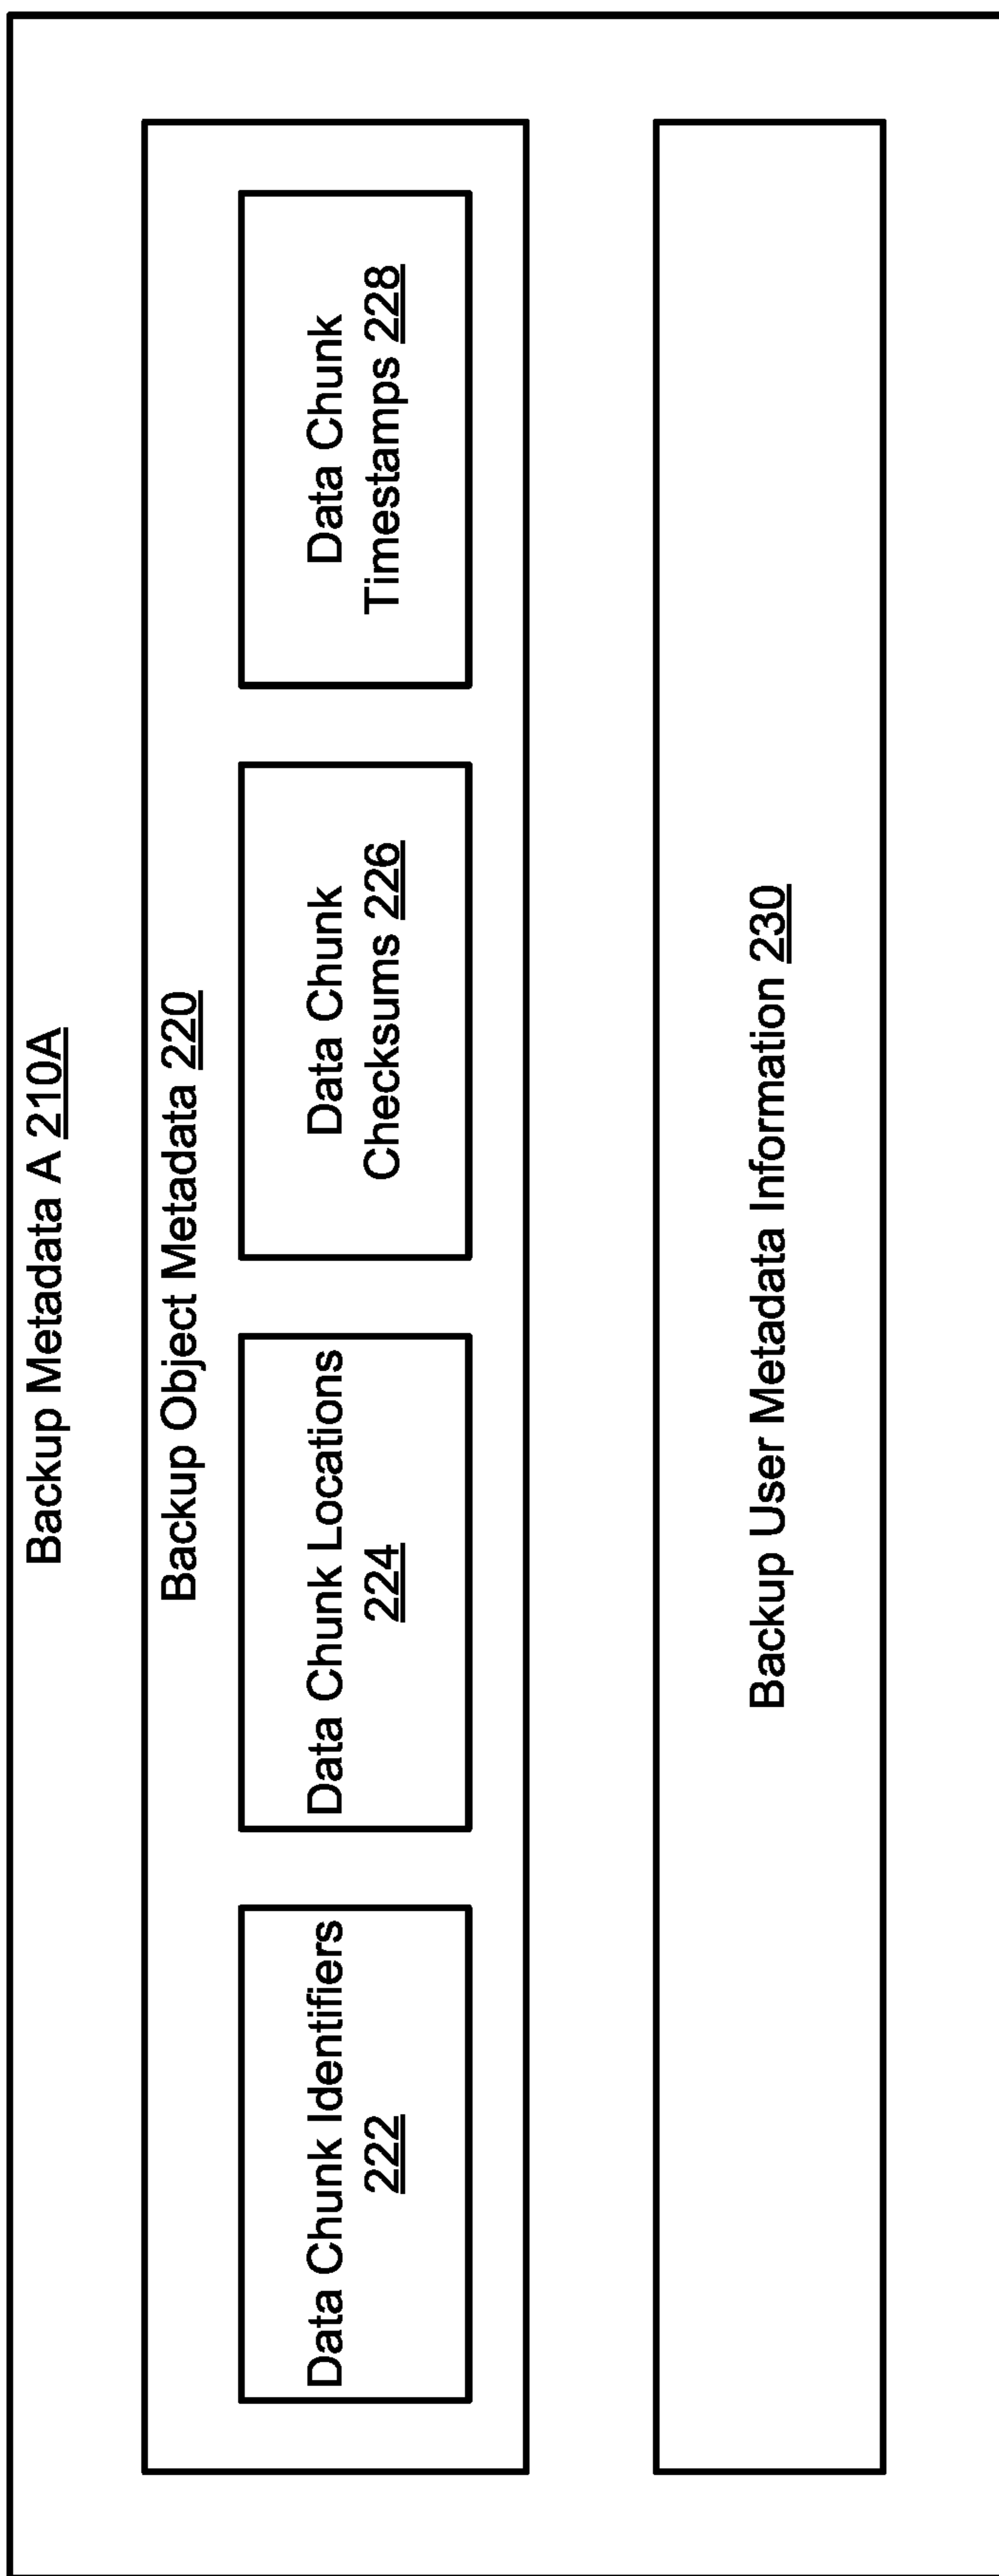 Backup Metadata A 210A
Backup Object Metadata 220
Data Chunk Identifiers
222
Data Chunk Locations
224
Data Chunk
Checksums 226
Data Chunk
Timestamps 228
Backup User Metadata Information 230